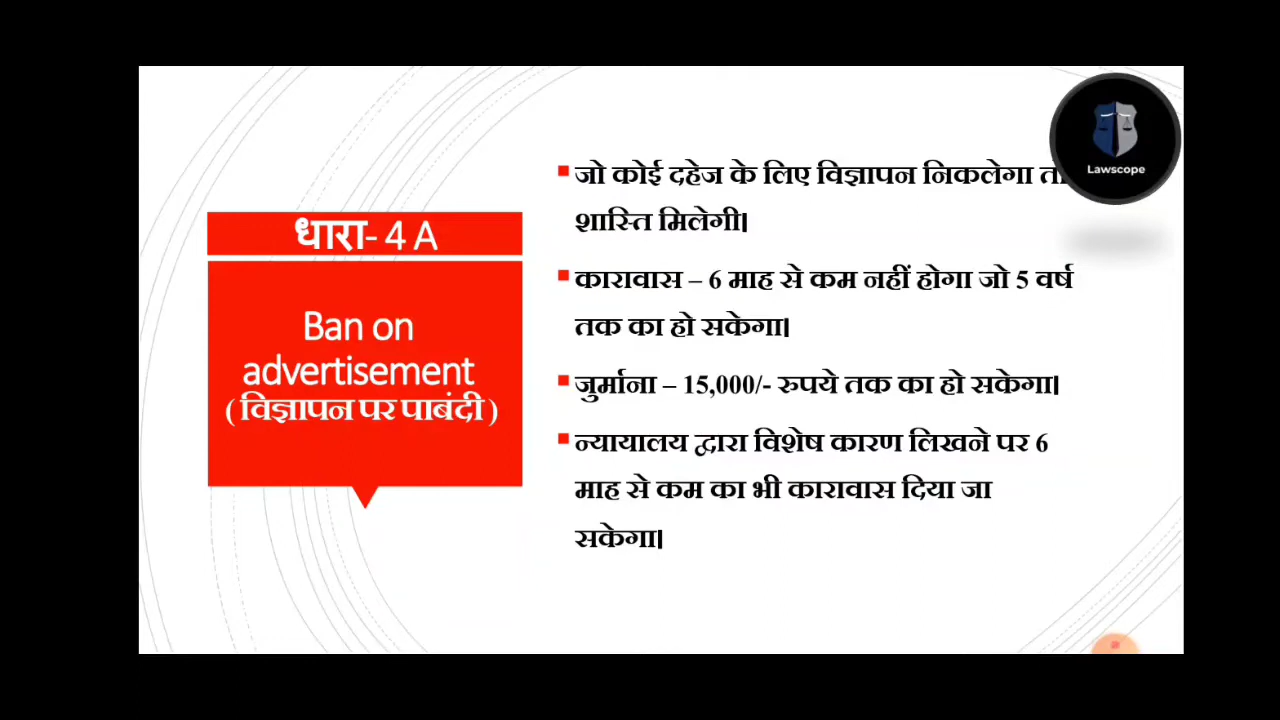 धारा- 4 A
Ban on
advertisement
( विज्ञापन पर पाबंदी )
जो कोई दहेज के लिए विज्ञापन निकलेगा
शास्ति मिलेगी।
कारावास – 6 माह से कम नहीं होगा जो 5 वर्ष
तक का हो सकेगा।
जुर्माना – 15,000/- रुपये तक का हो सकेगा।
न्यायालय द्वारा विशेष कारण लिखने पर 6
माह से कम का भी कारावास दिया जा
सकेगा।
Lawscope